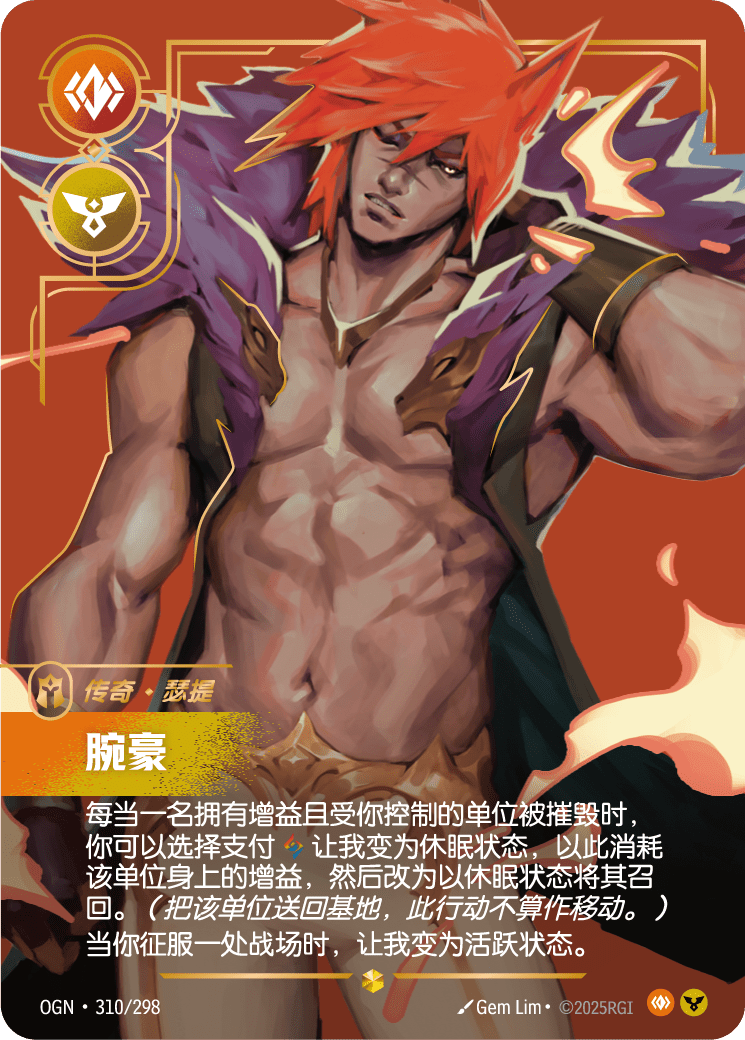 传奇・瑟提
腕豪
每当一名拥有增益且受你控制的单位被摧毁时，
你可以选择支付 让我变为休眠状态，以此消耗
该单位身上的增益，然后改为以休眠状态将其召
回。（把该单位送回基地，此行动不算作移动。）
当你征服一处战场时，让我变为活跃状态。
OGN • 310/298
Gem Lim • ©2025RGI